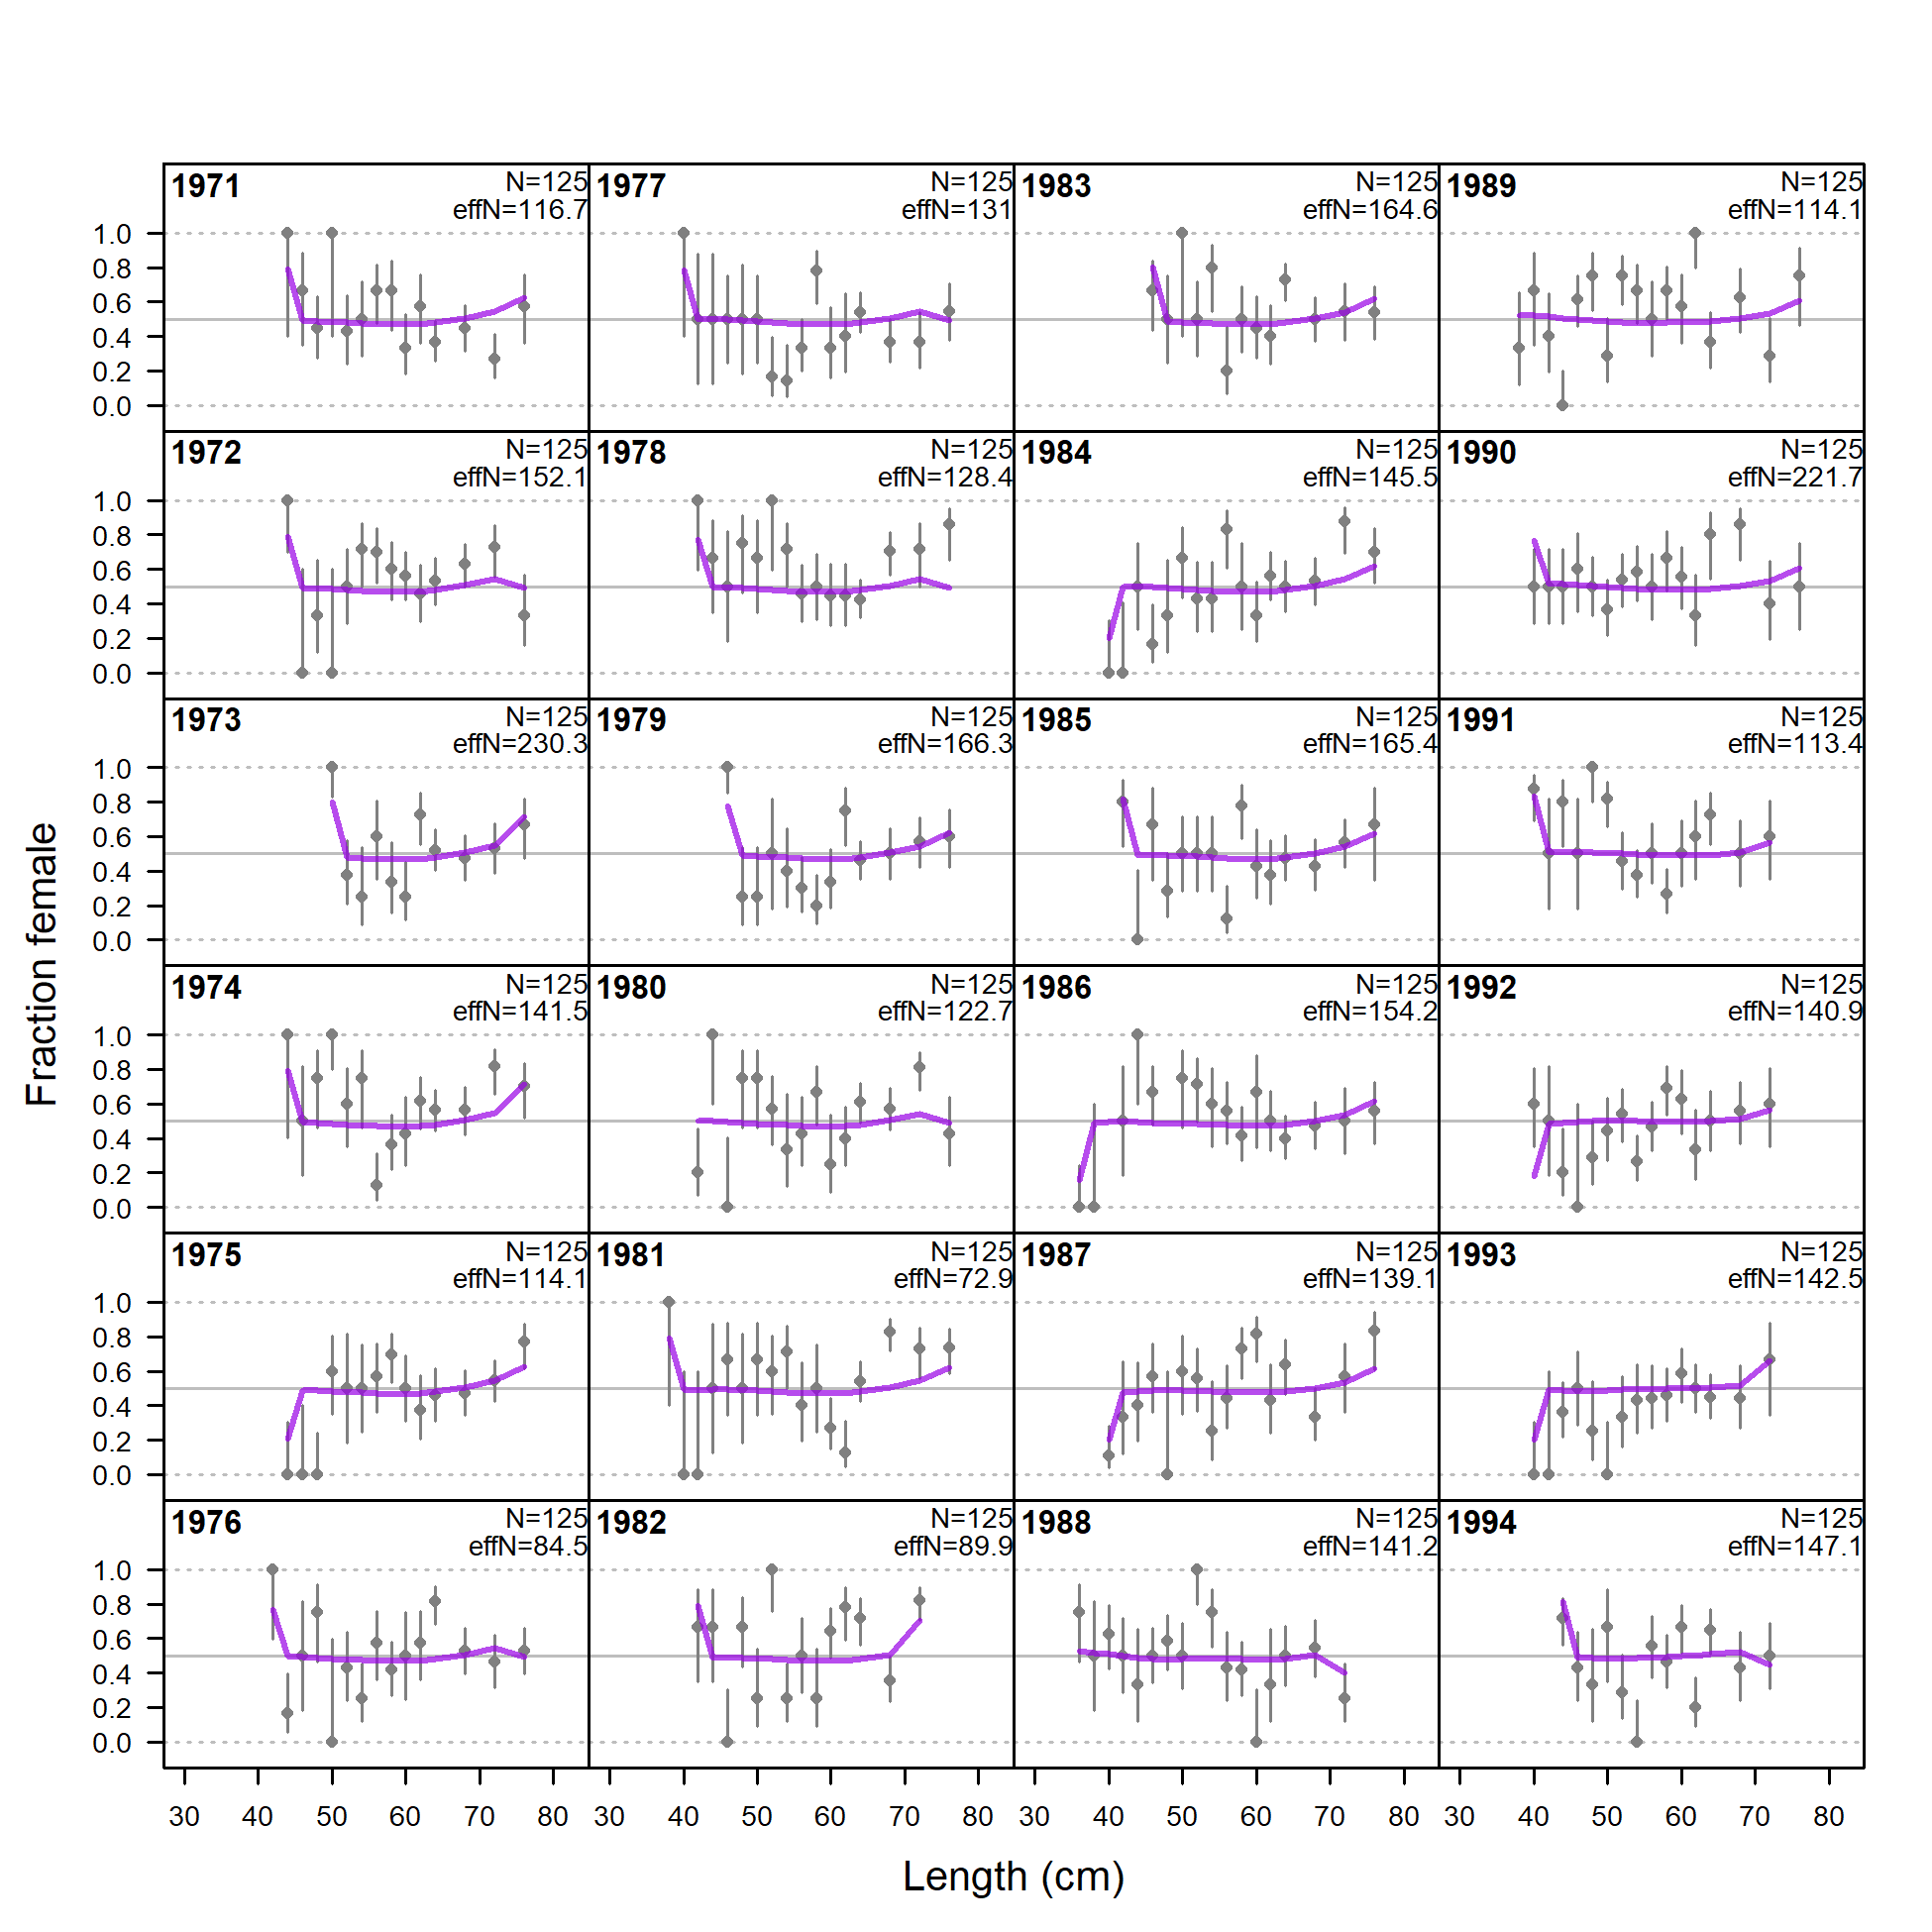 Fraction female
1971 N=125 1977 N=125 1983 N=125 1989 N=125
effN=116.7 effN=131 effN=164.6 effN=114.1
1.0
0.8
0.6
0.4
0.2
0.0
1972 N=125 1978 N=125 1984 N=125 1990 N=125
effN=152.1 effN=128.4 effN=145.5 effN=221.7
1.0
0.8
0.6
0.4
0.2
0.0
1973 N=125 1979 N=125 1985 N=125 1991 N=125
effN=230.3 effN=166.3 effN=165.4 effN=113.4
1.0
0.8
0.6
0.4
0.2
0.0
1974 N=125 1980 N=125 1986 N=125 1992 N=125
effN=141.5 effN=122.7 effN=154.2 effN=140.9
1.0
0.8
0.6
0.4
0.2
0.0
1975 N=125 1981 N=125 1987 N=125 1993 N=125
effN=114.1 effN=72.9 effN=139.1 effN=142.5
1.0
0.8
0.6
0.4
0.2
0.0
1976 N=125 1982 N=125 1988 N=125 1994 N=125
effN=84.5 effN=89.9 effN=141.2 effN=147.1
1.0
0.8
0.6
0.4
0.2
0.0
30 40 50 60 70 80 30 40 50 60 70 80 30 40 50 60 70 80 30 40 50 60 70 80
Length (cm)